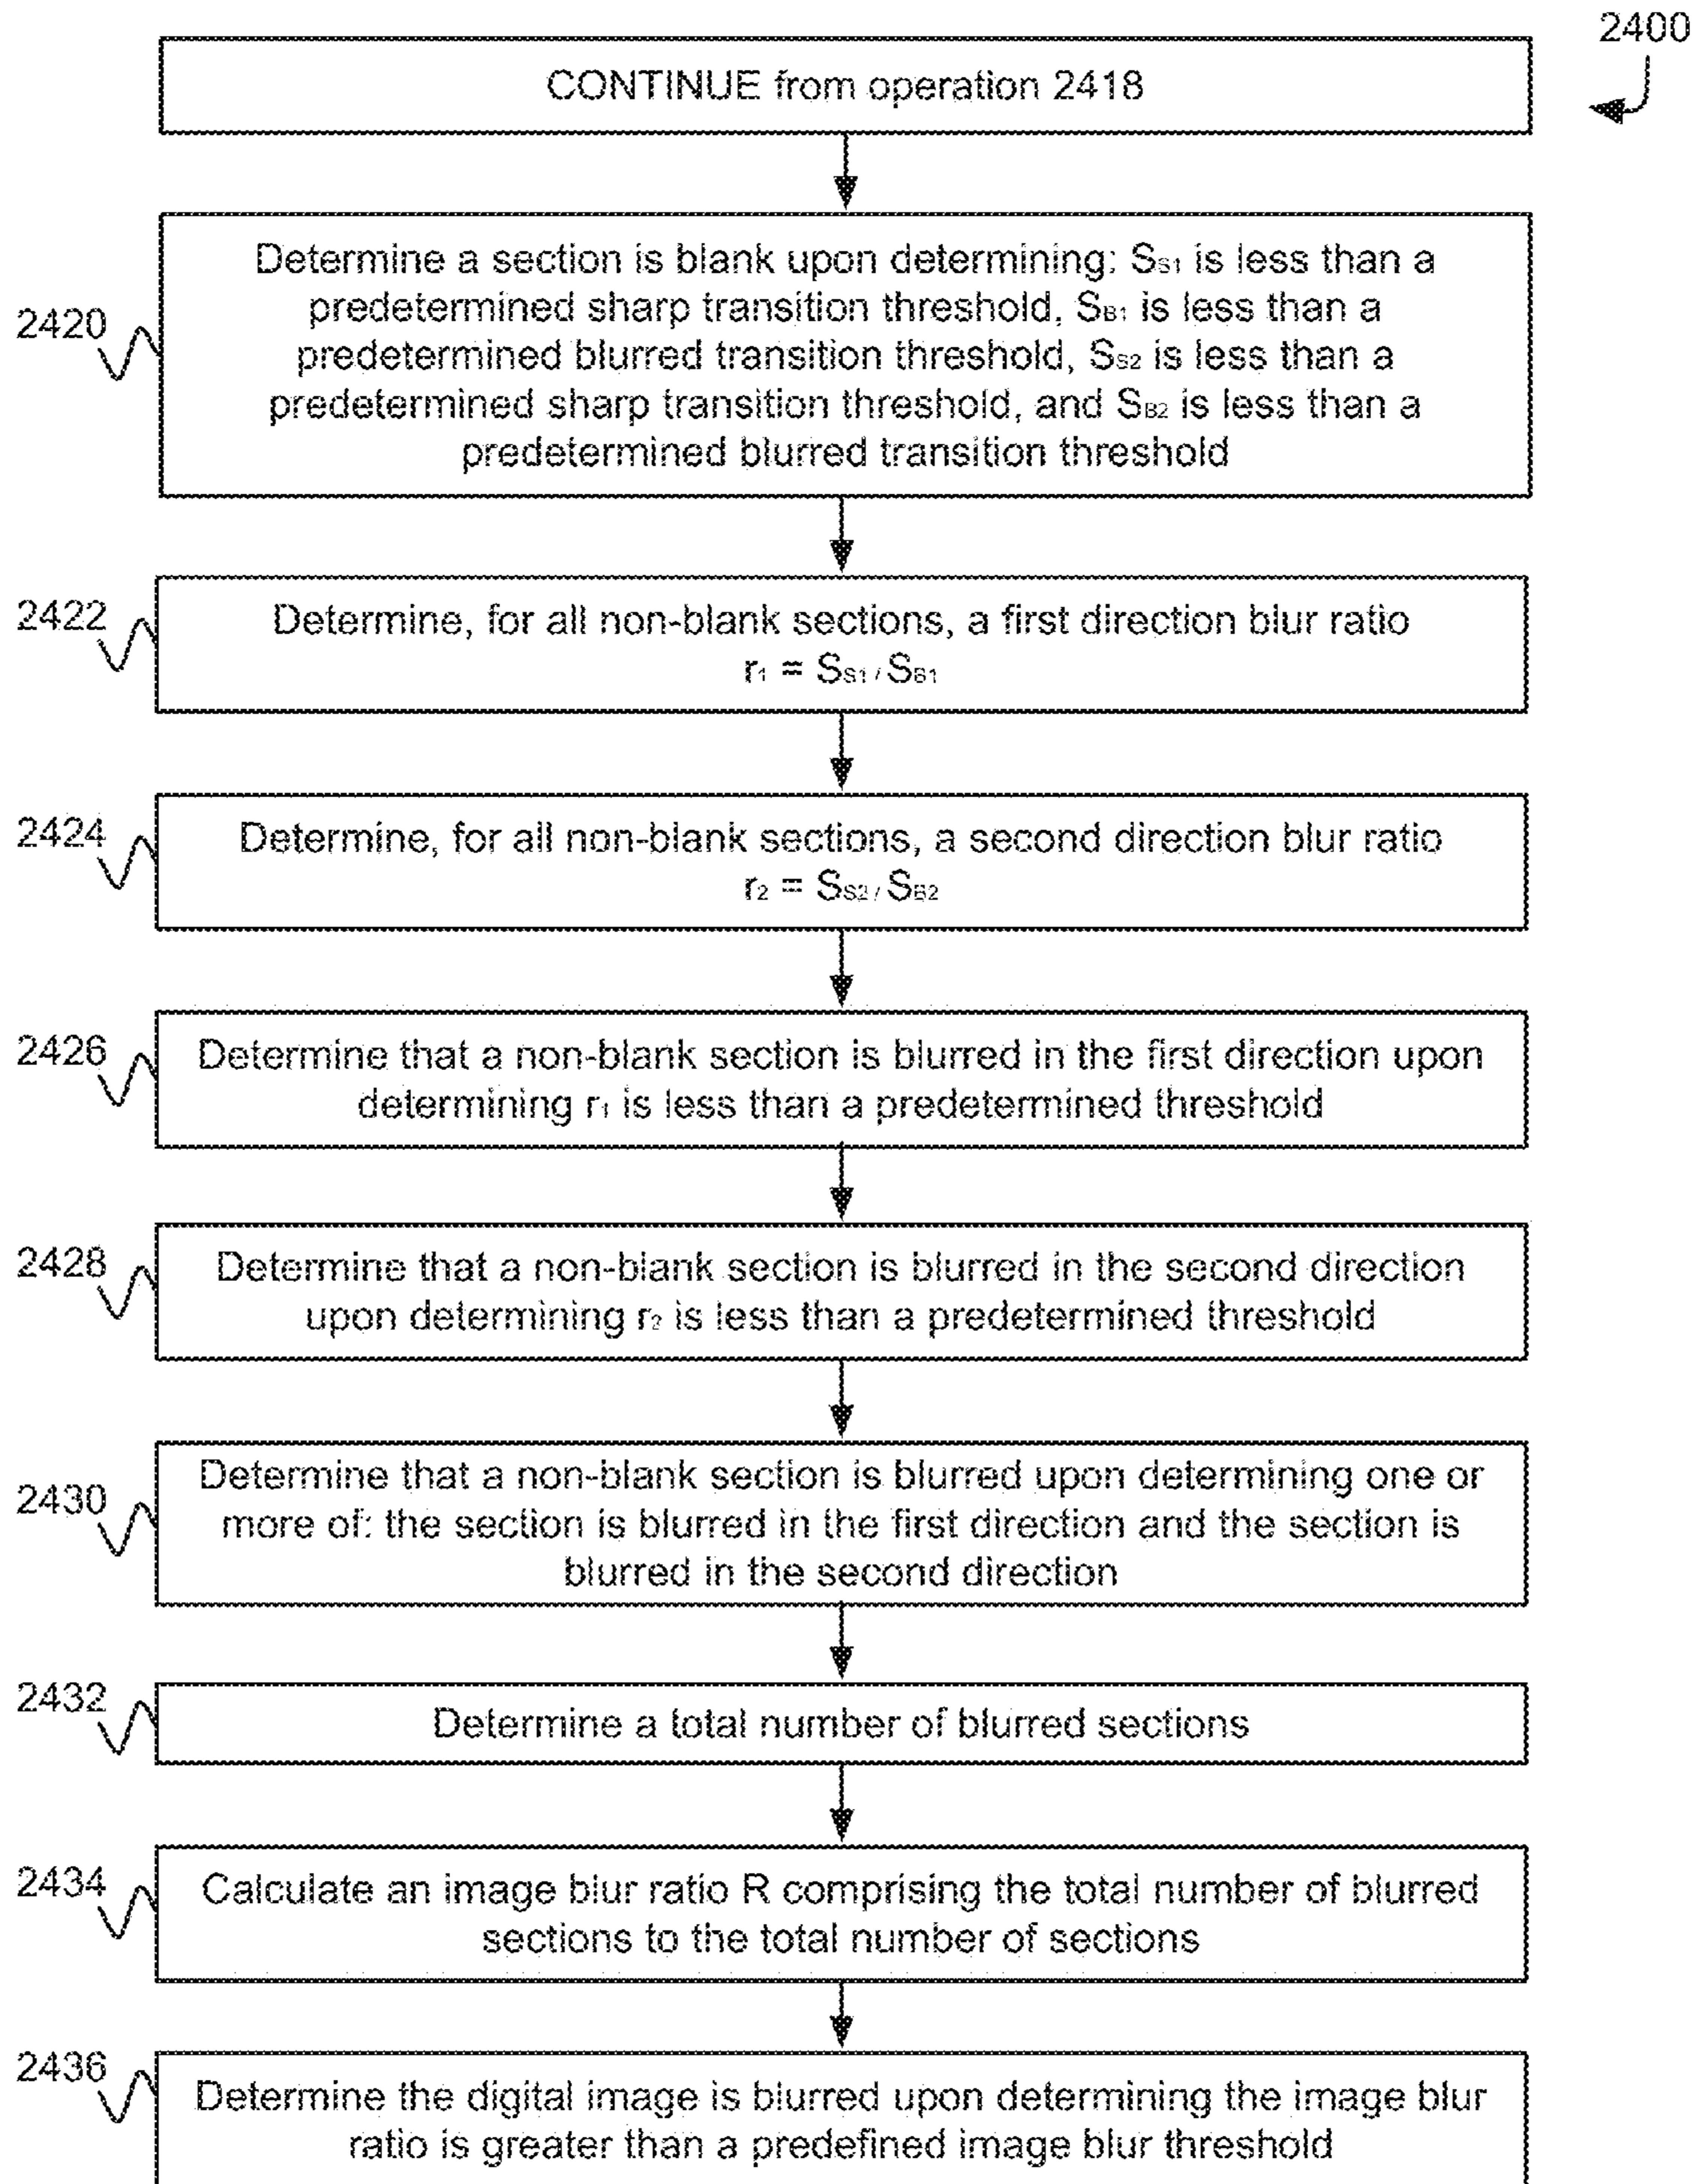 2400
CONTINUE from operation 2418
2420
Determine a section is blank upon determining: SS1 is less than a
predetermined sharp transition threshold, SB1 is less than a
predetermined blurred transition threshold, SS2 is less than a
predetermined sharp transition threshold, and SB2 is less than a
predetermined blurred transition threshold
2422
Determine, for all non-blank sections, a first direction blur ratio
r1 = SS1 / SB1
2424
Determine, for all non-blank sections, a second direction blur ratio
r2 = SS2 / SB2
2426
Determine that a non-blank section is blurred in the first direction upon
determining r1 is less than a predetermined threshold
2428
Determine that a non-blank section is blurred in the second direction
upon determining r2 is less than a predetermined threshold
2430
Determine that a non-blank section is blurred upon determining one or
more of: the section is blurred in the first direction and the section is
blurred in the second direction
2432
Determine a total number of blurred sections
2434
Calculate an image blur ratio R comprising the total number of blurred
sections to the total number of sections
2436
Determine the digital image is blurred upon determining the image blur
ratio is greater than a predefined image blur threshold